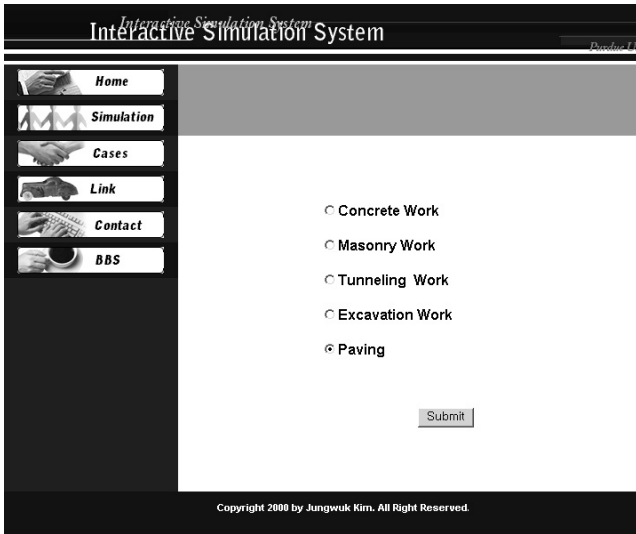 Interactive Simulation System
Interactive Simulation System
Purdue U
Home
Simulation
Cases
Link
Contact
BBS
Concrete Work
Masonry Work
Tunneling Work
Excavation Work
Paving
Submit
Copyright 2000 by Jungwuk Kim. All Right Reserved.